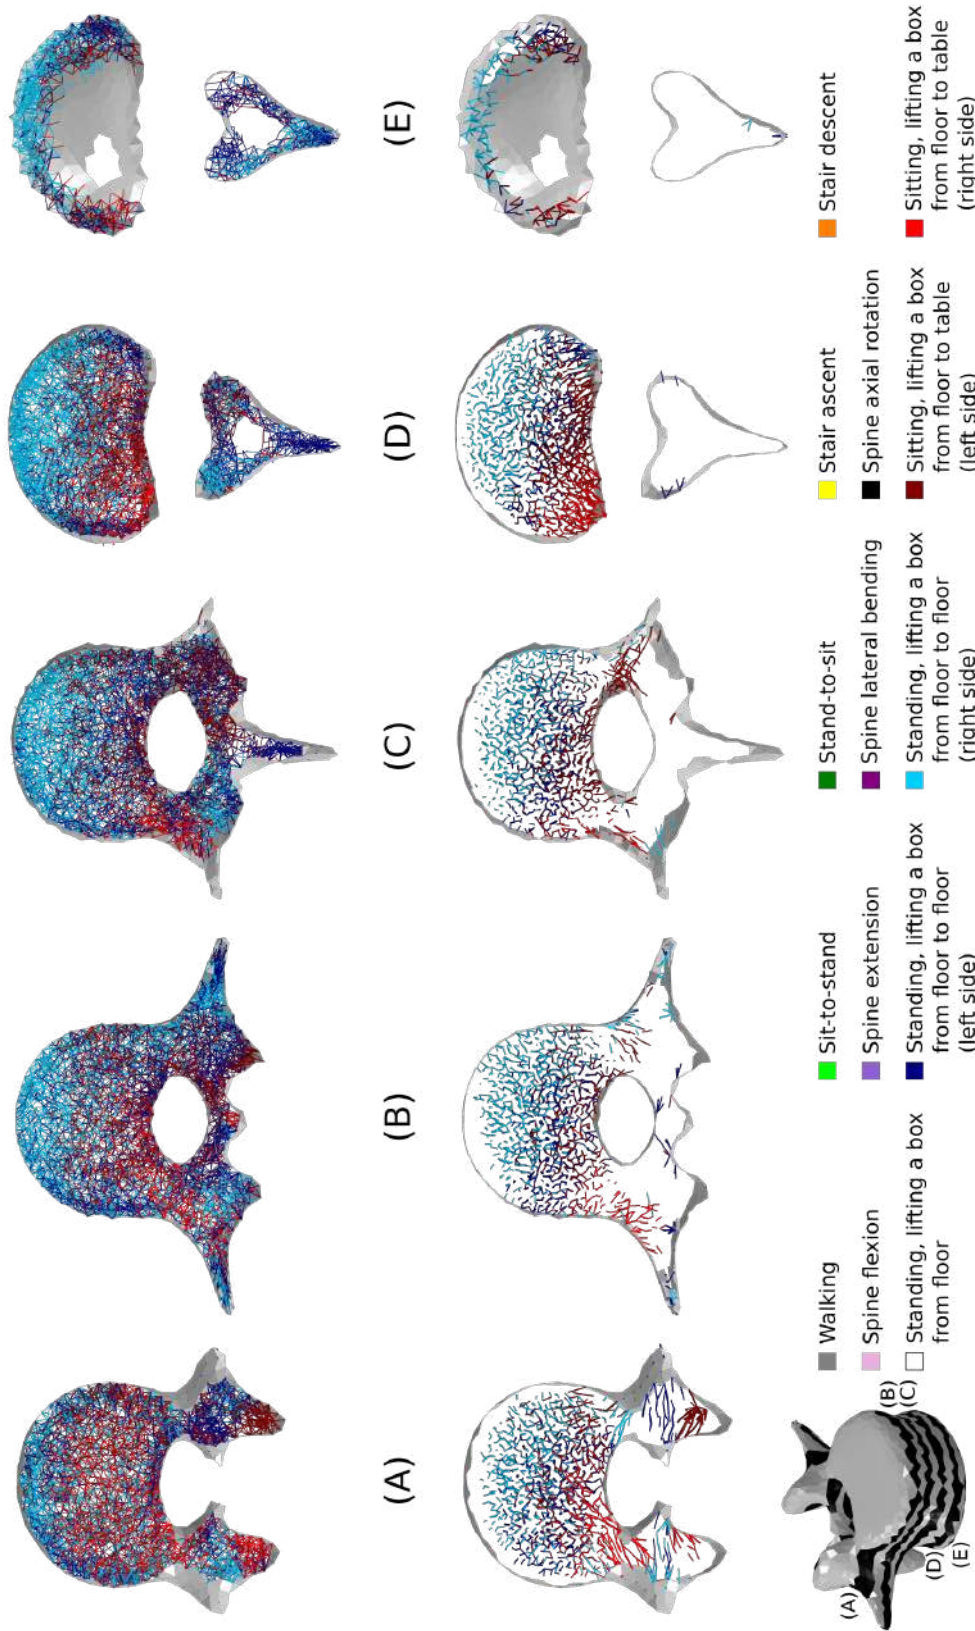 (A)
(B)
(C)
(D)
(E)
(A)
(B)
(C)
(D)
(E)
Walking
Sit-to-stand
Stand-to-sit
Stair ascent
Stair descent
Spine flexion
Spine extension
Spine lateral bending
Spine axial rotation
Standing, lifting a box
from floor
Standing, lifting a box
from floor to floor
(left side)
Standing, lifting a box
from floor to floor
(right side)
Sitting, lifting a box
from floor to table
(left side)
Sitting, lifting a box
from floor to table
(right side)